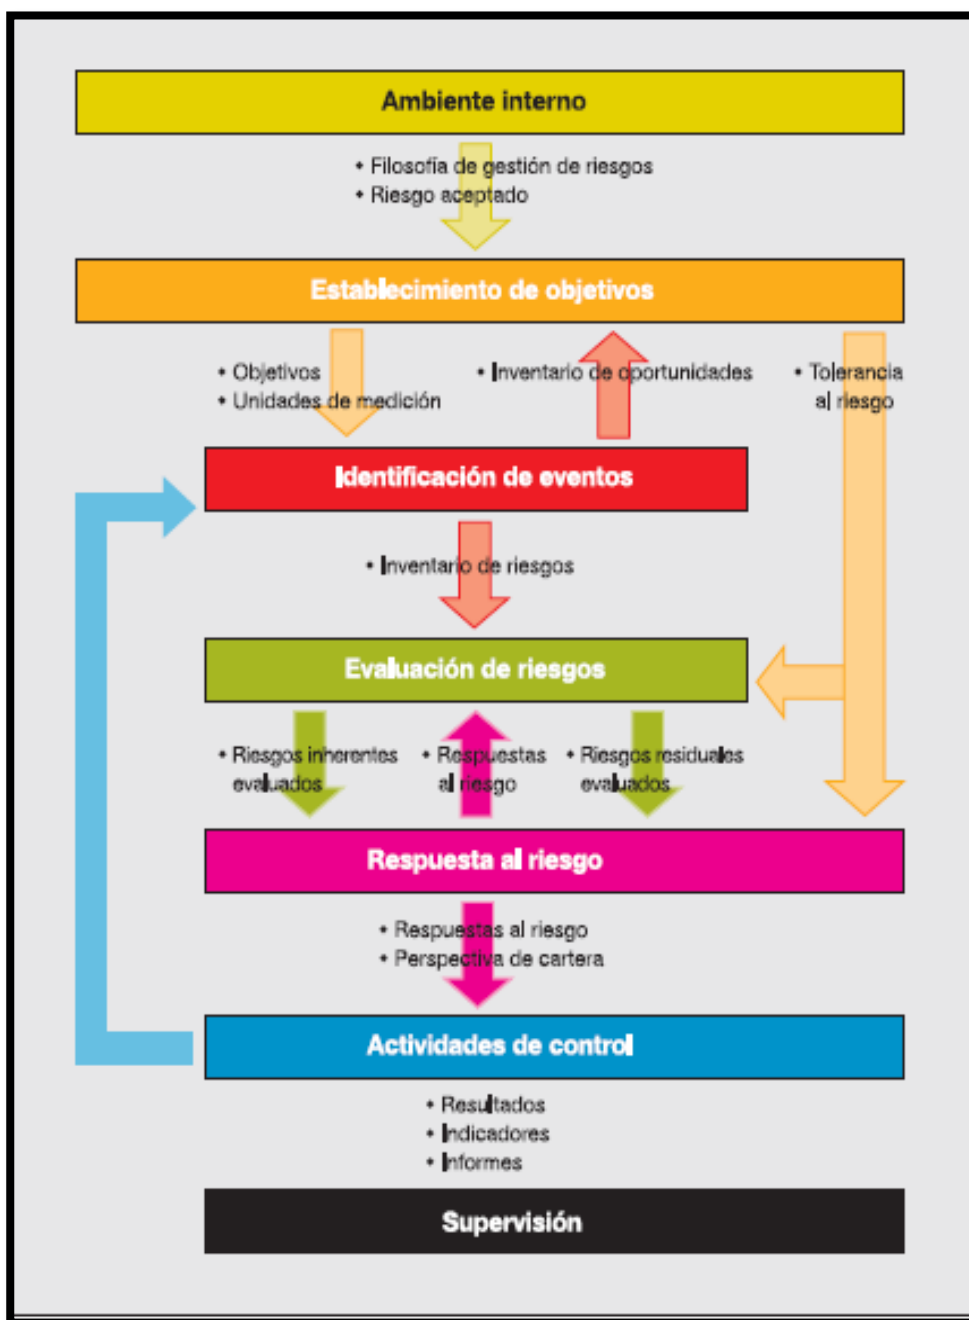 Ambiente interno
• Filosofía de gestión de riesgos
• Riesgo aceptado
Establecimiento de objetivos
• Objetivos
• Unidades de medición
• Inventario de oportunidades
• Tolerancia
al riesgo
Identificación de eventos
• Inventario de riesgos
Evaluación de riesgos
• Riesgos inherentes
evaluados
• Respuestas
al riesgo
• Riesgos residuales
evaluados
Respuesta al riesgo
• Respuestas al riesgo
• Perspectiva de cartera
Actividades de control
• Resultados
• Indicadores
• Informes
Supervisión